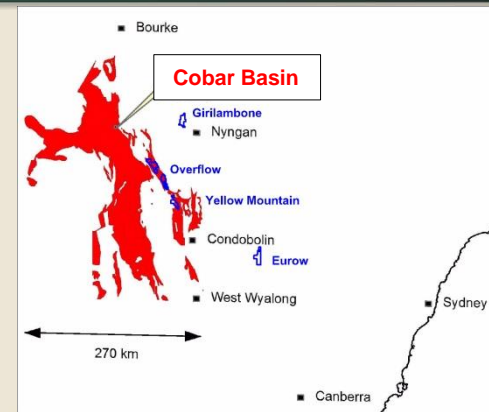 Bourke
Cobar Basin
Girilambone
Nyngan
Overflow
Yellow Mountain
Condobolin
Eurow
West Wyalong
Sydney
270 km
Canberra